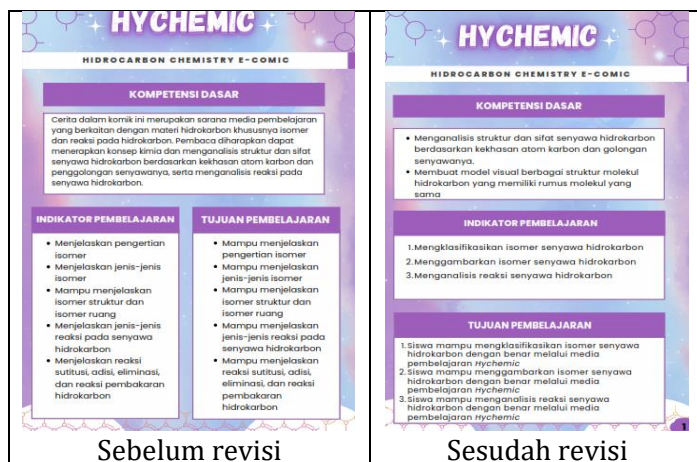 HYCHEMIC
HIDROCARBON CHEMISTRY E-COMIC
KOMPETENSI DASAR
Cerita dalam komik ini merupakan sarana media pembelajaran
yang berkaitan dengan materi hidrokarbon khususnya isomer
dan reaksi pada hidrokarbon. Pembaca diharapkan dapat
menerapkan konsep kimia dan menganalisis struktur dan sifat
senyawa hidrokarbon berdasarkan kekhasan atom karbon dan
penggolongan senyawanya, serta menganalisis reaksi pada
senyawa hidrokarbon.
INDIKATOR PEMBELAJARAN
• Menjelaskan pengertian
isomer
• Menjelaskan jenis-jenis
isomer
• Mampu menjelaskan
isomer struktur dan
isomer ruang
• Menjelaskan jenis-jenis
reaksi pada senyawa
hidrokarbon
• Menjelaskan reaksi
sutitusi, adisi, eliminasi,
dan reaksi pembakaran
hidrokarbon
TUJUAN PEMBELAJARAN
• Mampu menjelaskan
pengertian isomer
• Mampu menjelaskan
jenis-jenis isomer
• Mampu menjelaskan
isomer struktur dan
isomer ruang
• Mampu menjelaskan
jenis-jenis reaksi pada
senyawa hidrokarbon
• Mampu menjelaskan
reaksi sutitusi, adisi,
eliminasi, dan reaksi
pembakaran
hidrokarbon
Sebelum revisi
HYCHEMIC
HIDROCARBON CHEMISTRY E-COMIC
KOMPETENSI DASAR
• Menganalisis struktur dan sifat senyawa hidrokarbon
berdasarkan kekhasan atom karbon dan golongan
senyawanya.
• Membuat model visual berbagai struktur molekul
hidrokarbon yang memiliki rumus molekul yang
sama
INDIKATOR PEMBELAJARAN
1.Mengklasifikasikan isomer senyawa hidrokarbon
2.Menggambarkan isomer senyawa hidrokarbon
3.Menganalisis reaksi senyawa hidrokarbon
TUJUAN PEMBELAJARAN
1.Siswa mampu mengklasifikasikan isomer senyawa
hidrokarbon dengan benar melalui media
pembelajaran Hychemic
2.Siswa mampu menggambarkan isomer senyawa
hidrokarbon dengan benar melalui media
pembelajaran Hychemic
3.Siswa mampu menganalisis reaksi senyawa
hidrokarbon dengan benar melalui media
pembelajaran Hychemic
1
Sesudah revisi